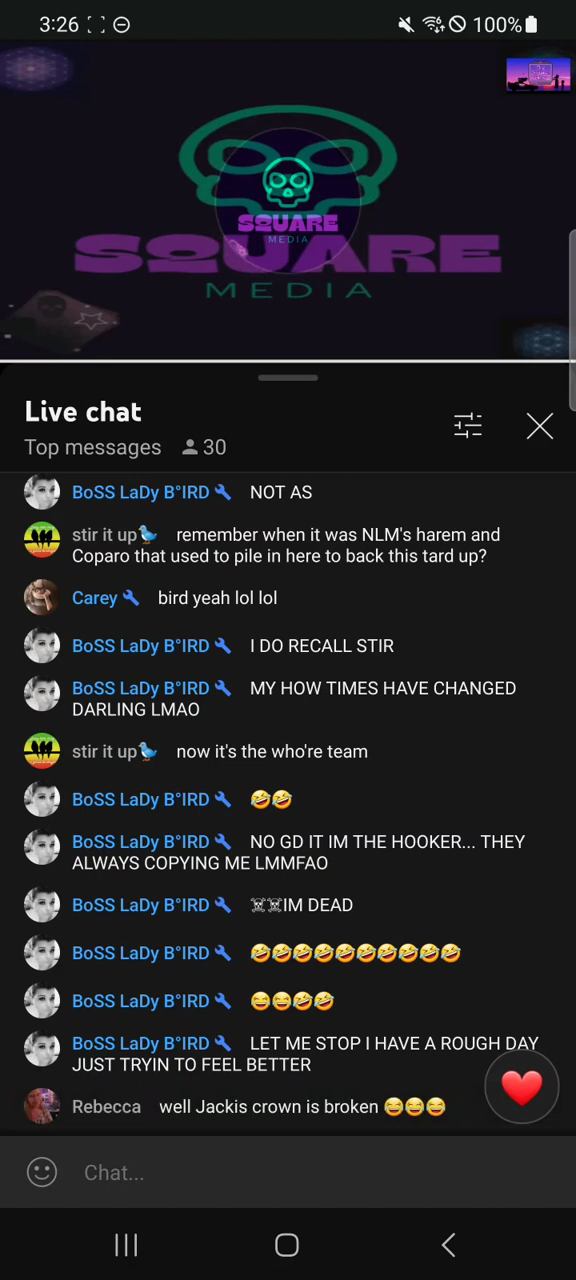 3:26
100%
SQUARE
MEDIA
SQUARE
MEDIA
Live chat
Top messages 30
BoSS LaDy B°IRD NOT AS
stir it up remember when it was NLM's harem and
Coparo that used to pile in here to back this tard up?
Carey bird yeah lol lol
BoSS LaDy B°IRD I DO RECALL STIR
BoSS LaDy B°IRD MY HOW TIMES HAVE CHANGED
DARLING LMAO
stir it up now it's the who're team
BoSS LaDy B°IRD 🤣🤣
BoSS LaDy B°IRD NO GD IT IM THE HOOKER... THEY
ALWAYS COPYING ME LMMFAO
BoSS LaDy B°IRD ☠️☠️IM DEAD
BoSS LaDy B°IRD 🤣🤣🤣🤣🤣🤣🤣🤣🤣🤣
BoSS LaDy B°IRD 😂😂🤣🤣
BoSS LaDy B°IRD LET ME STOP I HAVE A ROUGH DAY
JUST TRYIN TO FEEL BETTER
Rebecca well Jackis crown is broken 😂😂😂
Chat...